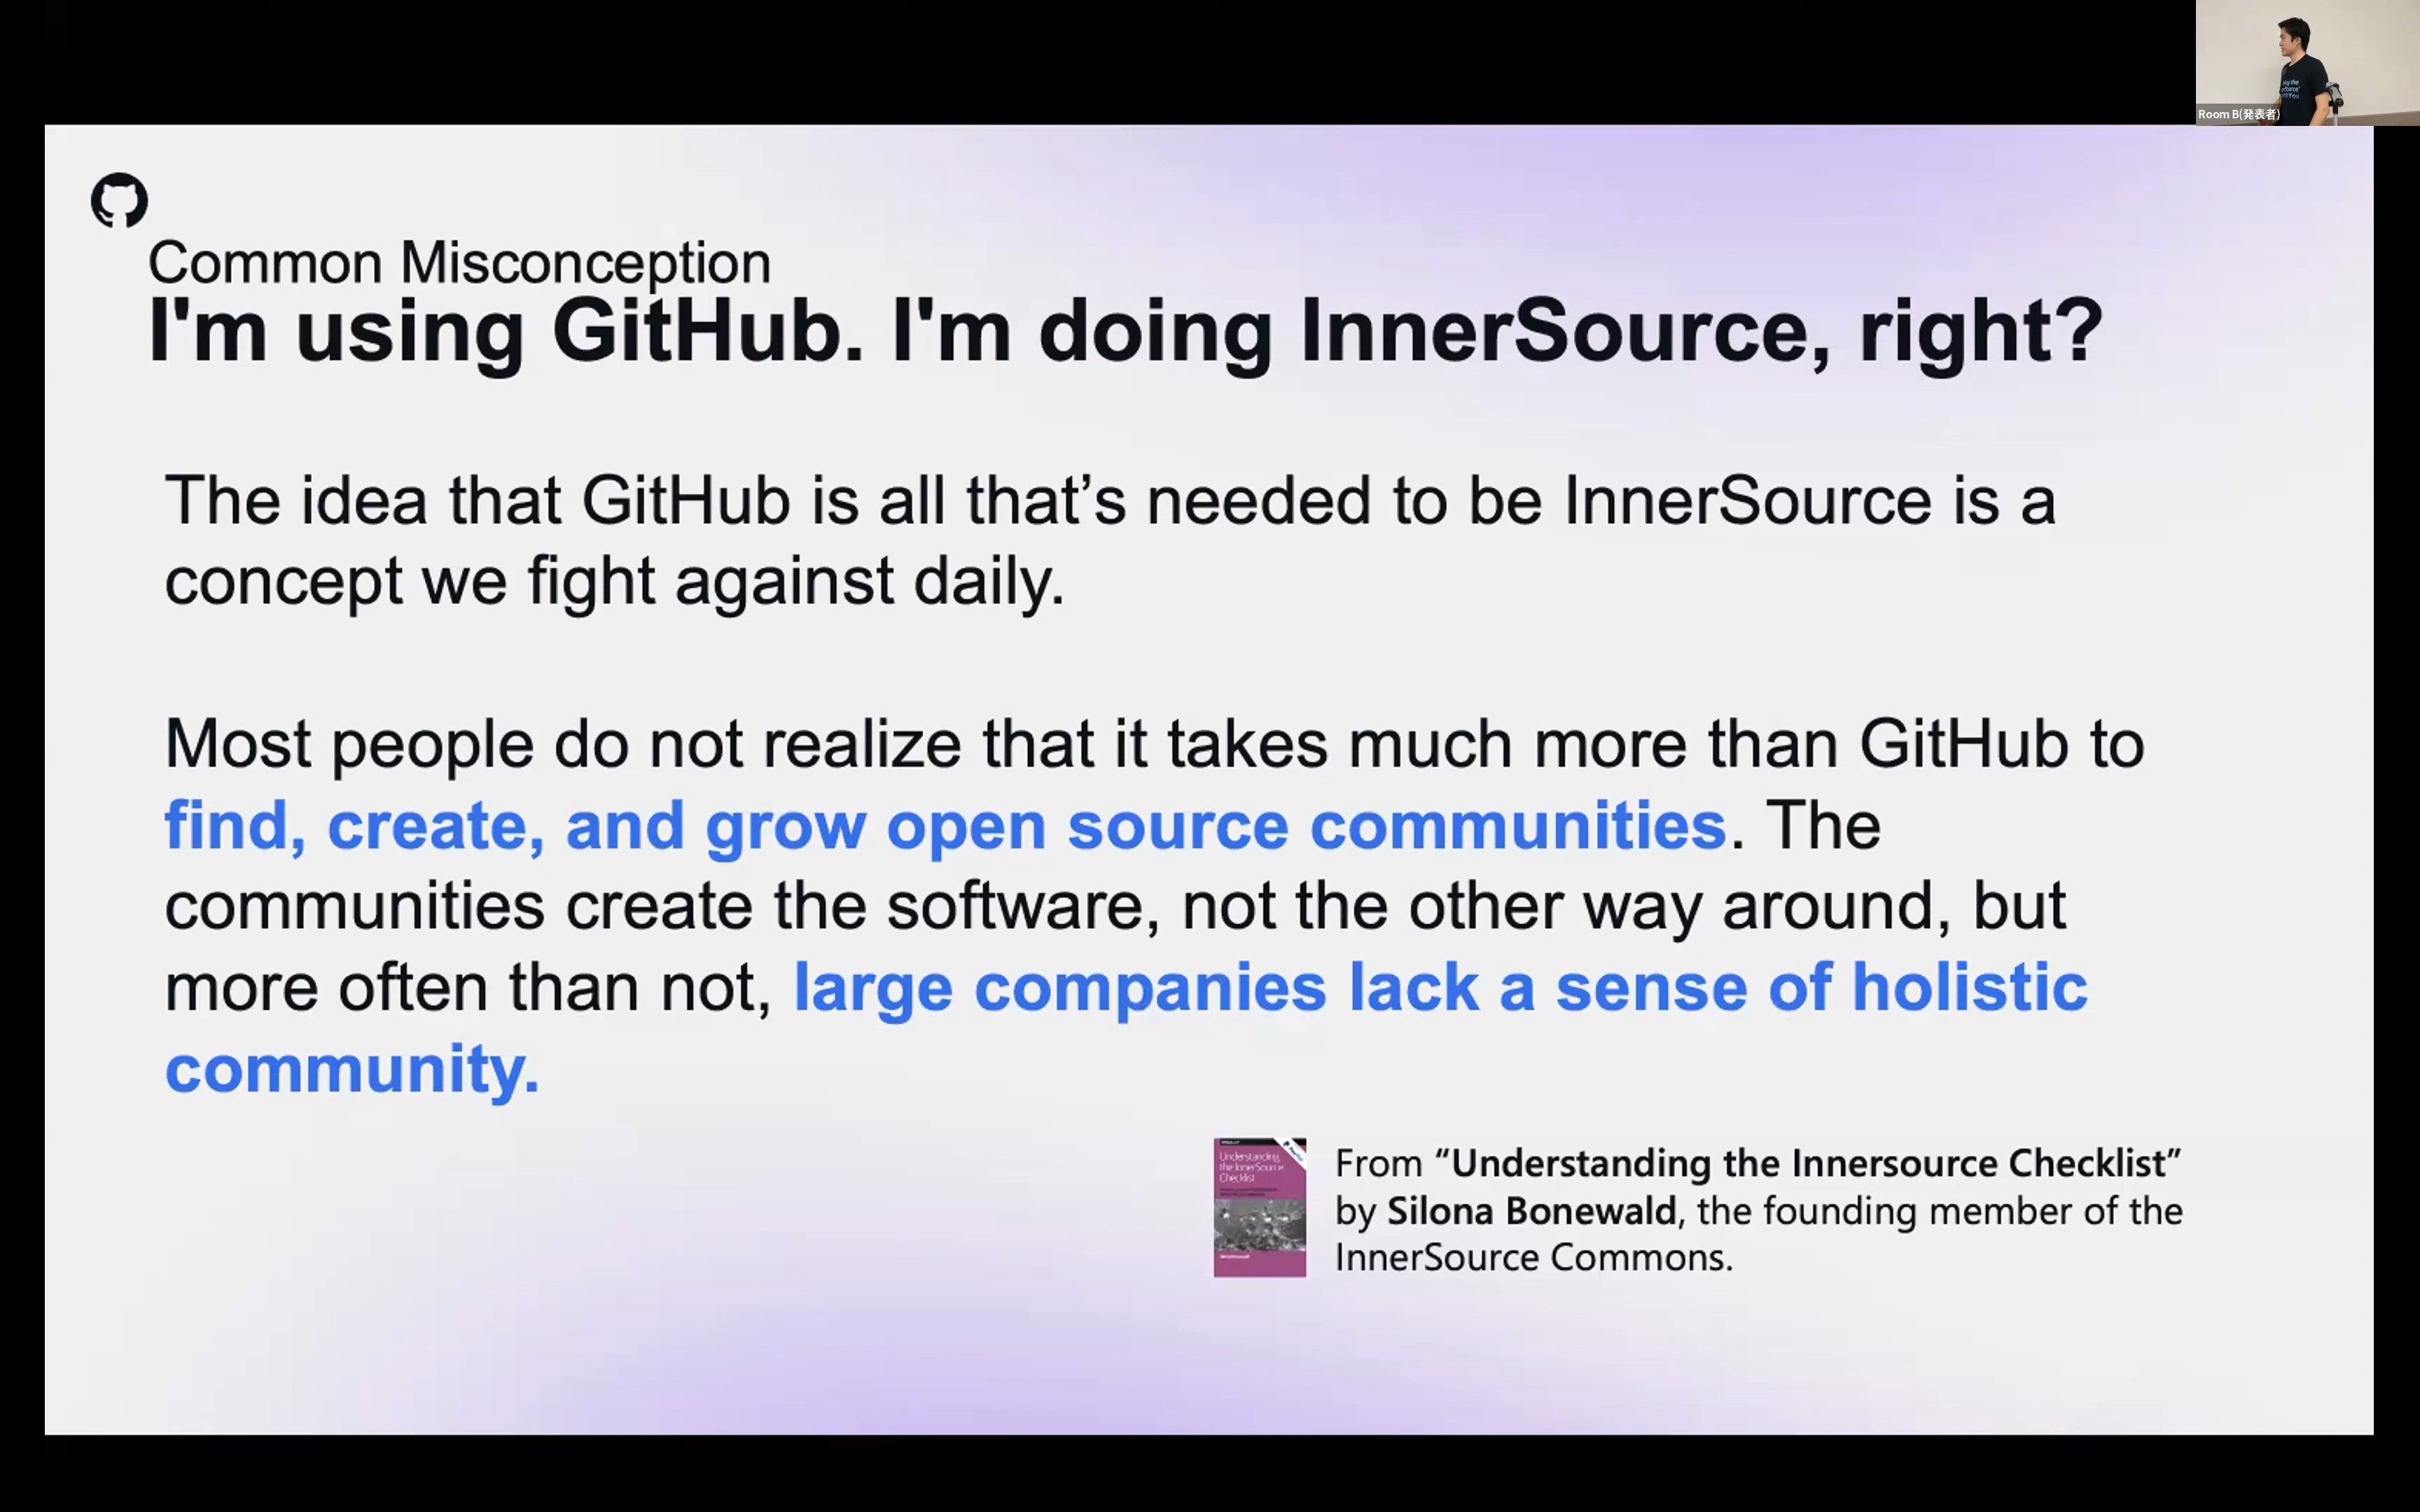 Room B(発表者)
Common Misconception
I'm using GitHub. I'm doing InnerSource, right?
The idea that GitHub is all that’s needed to be InnerSource is a
concept we fight against daily.
Most people do not realize that it takes much more than GitHub to
find, create, and grow open source communities. The
communities create the software, not the other way around, but
more often than not, large companies lack a sense of holistic
community.
Understanding
the InnerSource
Checklist
From “Understanding the Innersource Checklist”
by Silona Bonewald, the founding member of the
InnerSource Commons.